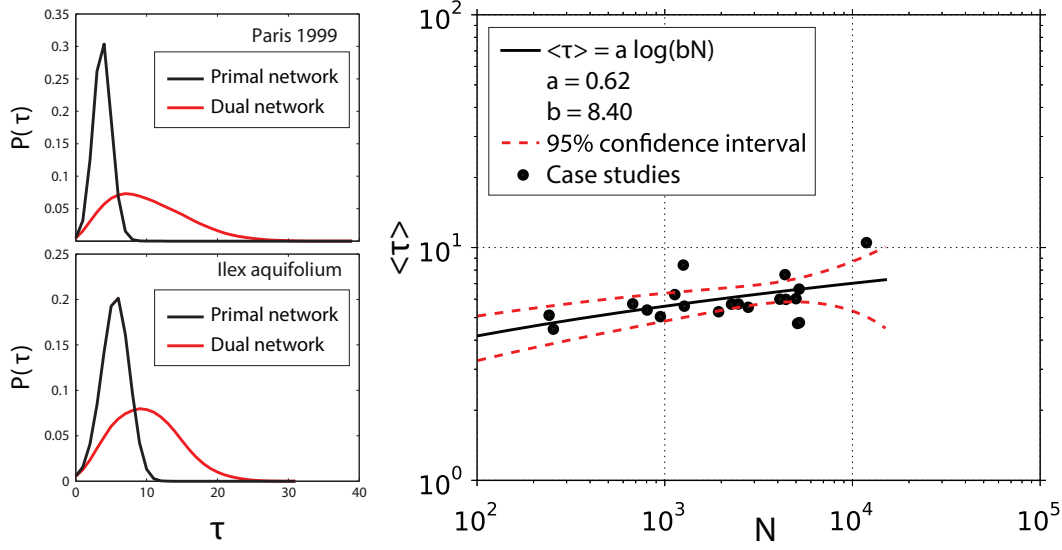 Paris 1999
Primal network
Dual network
P(τ)
0.35
0.3
0.25
0.2
0.15
0.1
0.05
Ilex aquifolium
Primal network
Dual network
P(τ)
0.25
0.2
0.15
0.1
0.05
0
0 10 20 30 40
τ
<τ> = a log(bN)
a = 0.62
b = 8.40
95% confidence interval
Case studies
<τ>
10²
10¹
10⁰
10² 10³ 10⁴ 10⁵
N